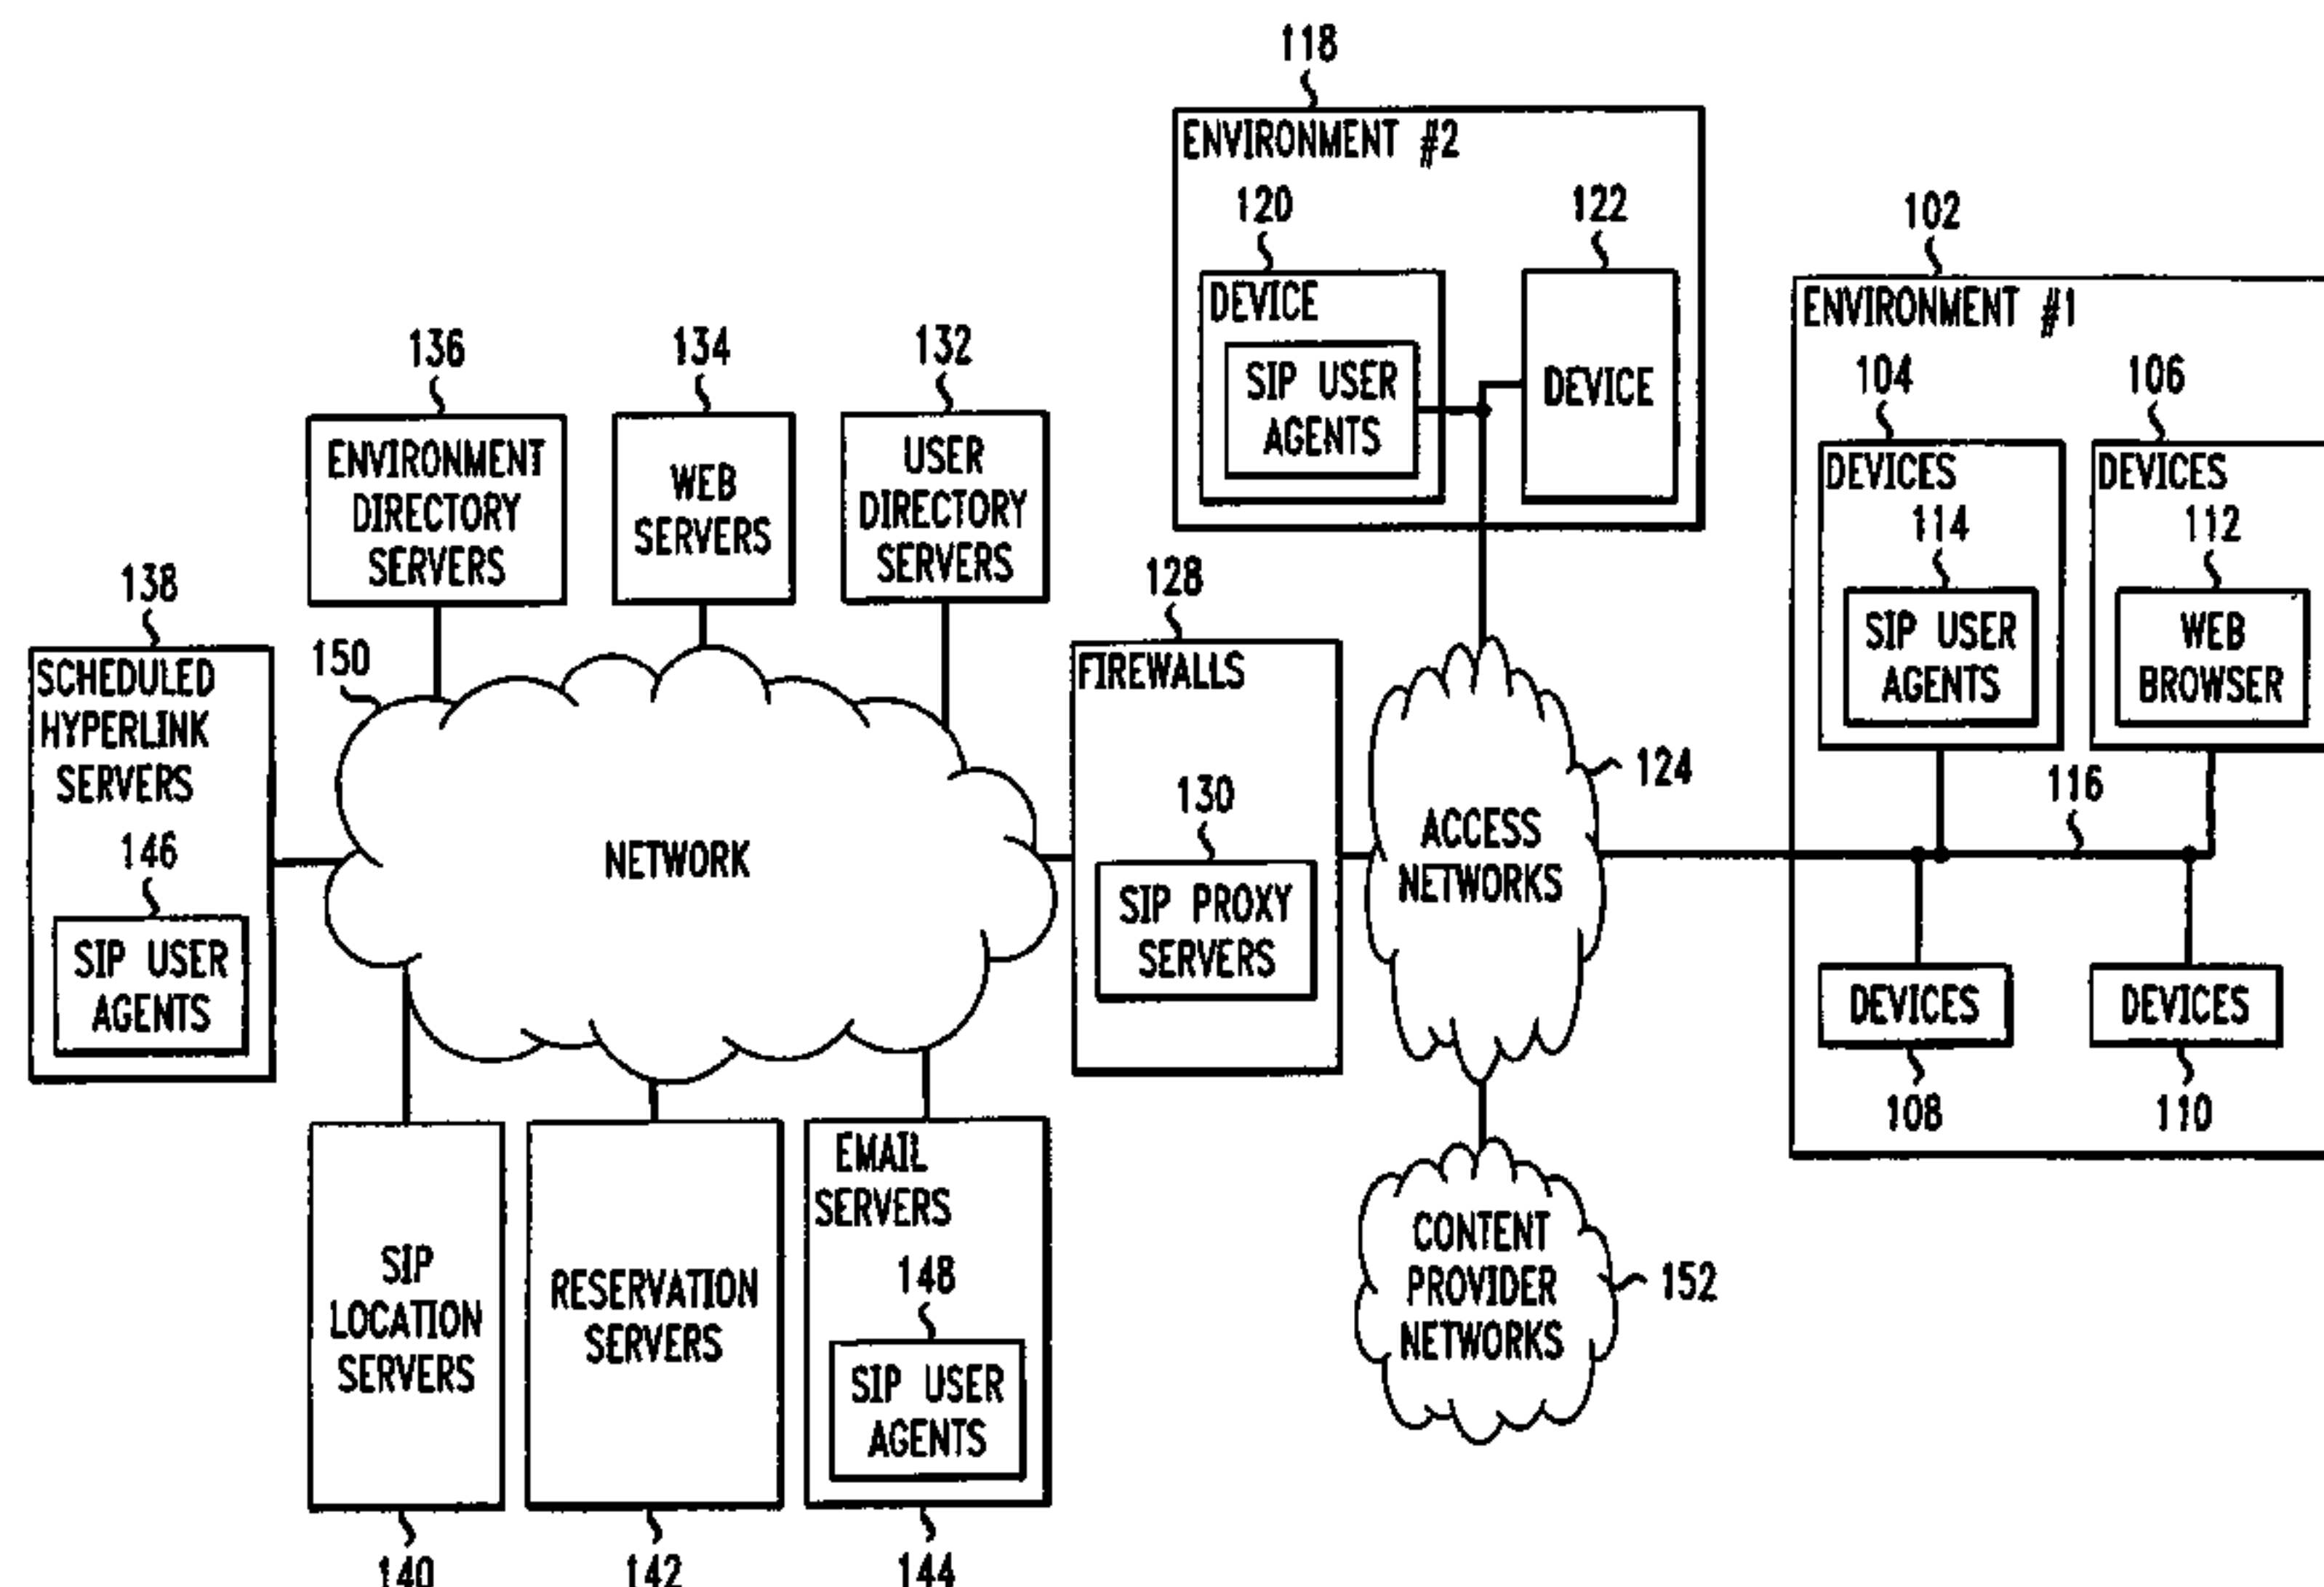 118
ENVIRONMENT #2
120
122
DEVICE
SIP USER
AGENTS
DEVICE
102
ENVIRONMENT #1
104
106
DEVICES
114
SIP USER
AGENTS
DEVICES
112
WEB
BROWSER
116
DEVICES
108
DEVICES
110
136
ENVIRONMENT
DIRECTORY
SERVERS
134
WEB
SERVERS
132
USER
DIRECTORY
SERVERS
138
SCHEDULED
HYPERLINK
SERVERS
146
SIP USER
AGENTS
150
NETWORK
128
FIREWALLS
130
SIP PROXY
SERVERS
124
ACCESS
NETWORKS
SIP
LOCATION
SERVERS
140
RESERVATION
SERVERS
142
EMAIL
SERVERS
148
SIP USER
AGENTS
144
CONTENT
PROVIDER
NETWORKS
152